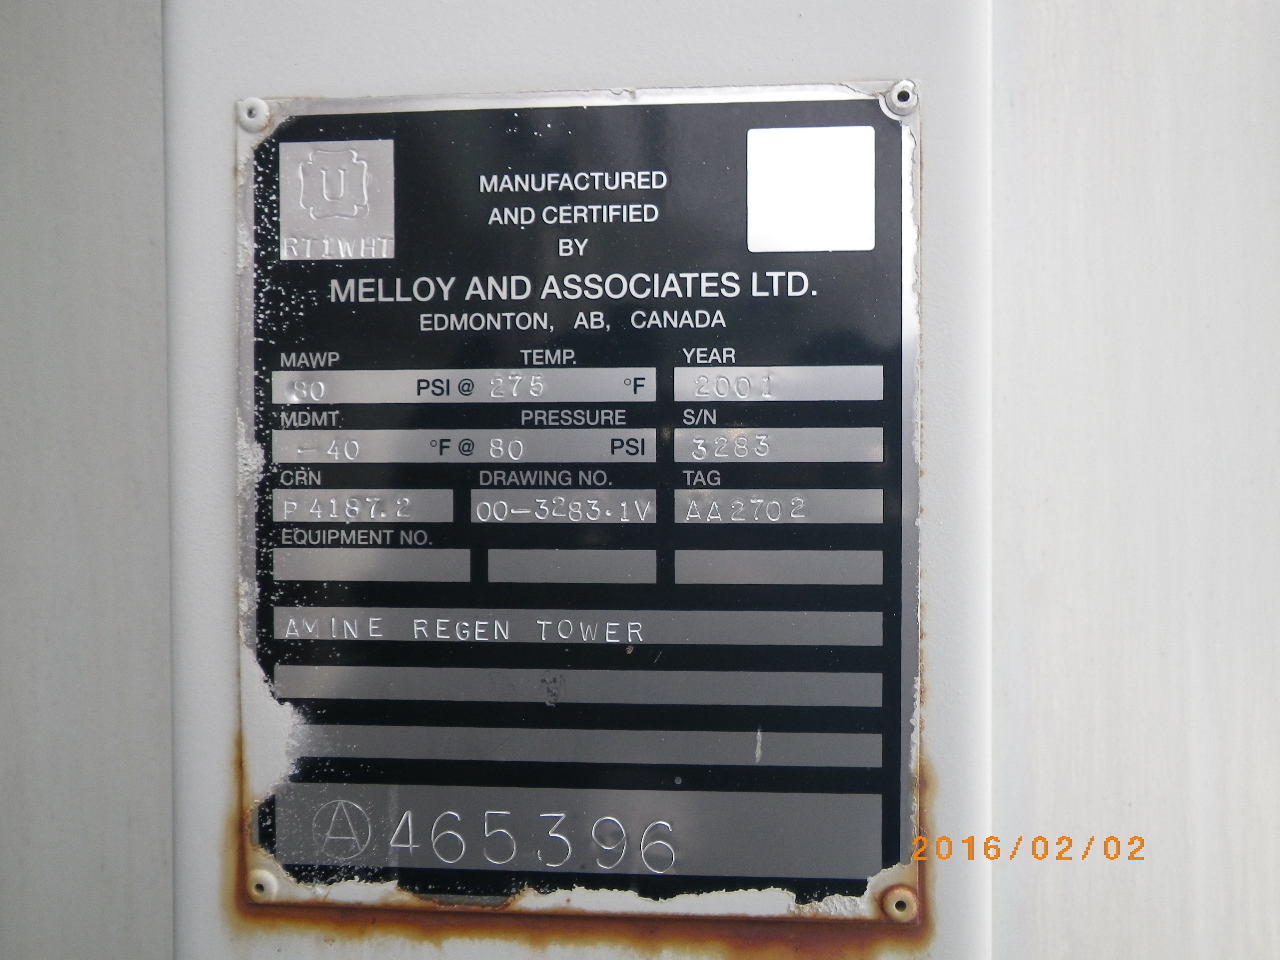 U
RT1WHT
MANUFACTURED
AND CERTIFIED
BY
MELLOY AND ASSOCIATES LTD.
EDMONTON, AB, CANADA
MAWP TEMP. YEAR
80 PSI @ 275 °F 2001
MDMT PRESSURE S/N
-40 °F @ 80 PSI 3283
CRN DRAWING NO. TAG
P4187.2 00-3283.1V AA2702
EQUIPMENT NO.
AMINE REGEN TOWER
A 465396
2016/02/02